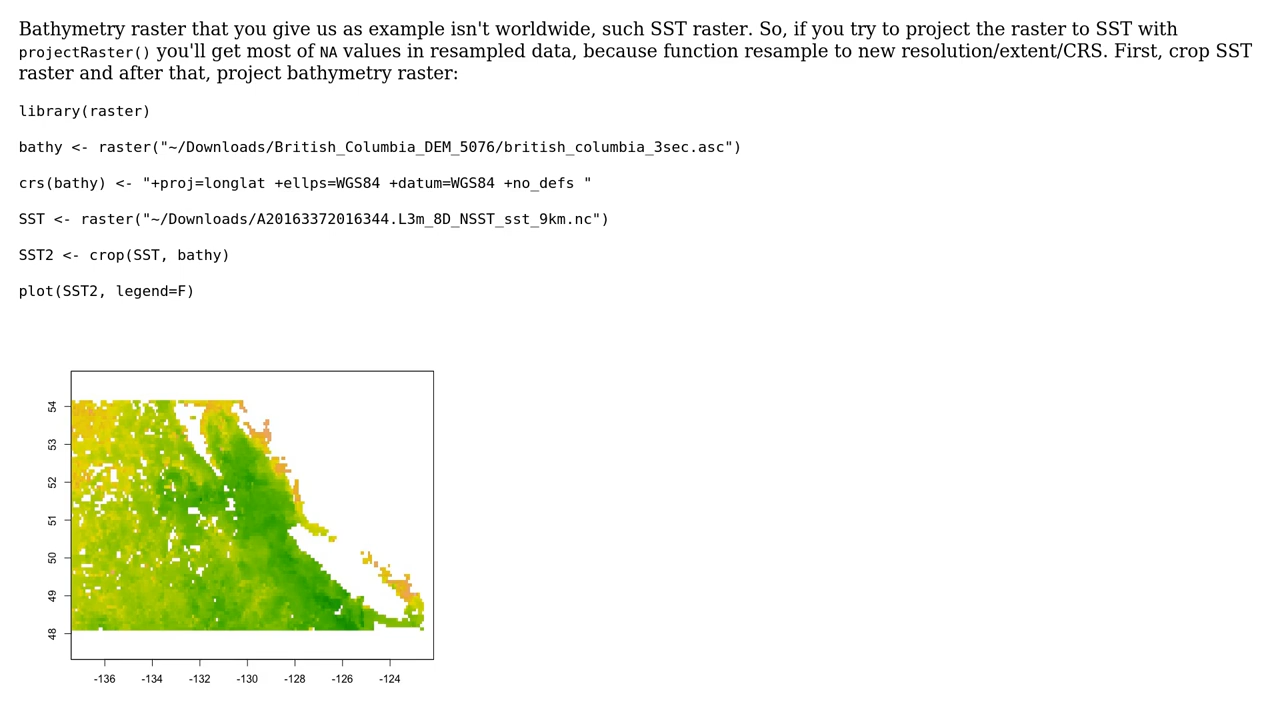 Bathymetry raster that you give us as example isn't worldwide, such SST raster. So, if you try to project the raster to SST with
projectRaster() you'll get most of NA values in resampled data, because function resample to new resolution/extent/CRS. First, crop SST
raster and after that, project bathymetry raster:
library(raster)
bathy <- raster("~/Downloads/British_Columbia_DEM_5076/british_columbia_3sec.asc")
crs(bathy) <- "+proj=longlat +ellps=WGS84 +datum=WGS84 +no_defs "
SST <- raster("~/Downloads/A20163372016344.L3m_8D_NSST_sst_9km.nc")
SST2 <- crop(SST, bathy)
plot(SST2, legend=F)
54
53
52
51
50
49
48
-136 -134 -132 -130 -128 -126 -124